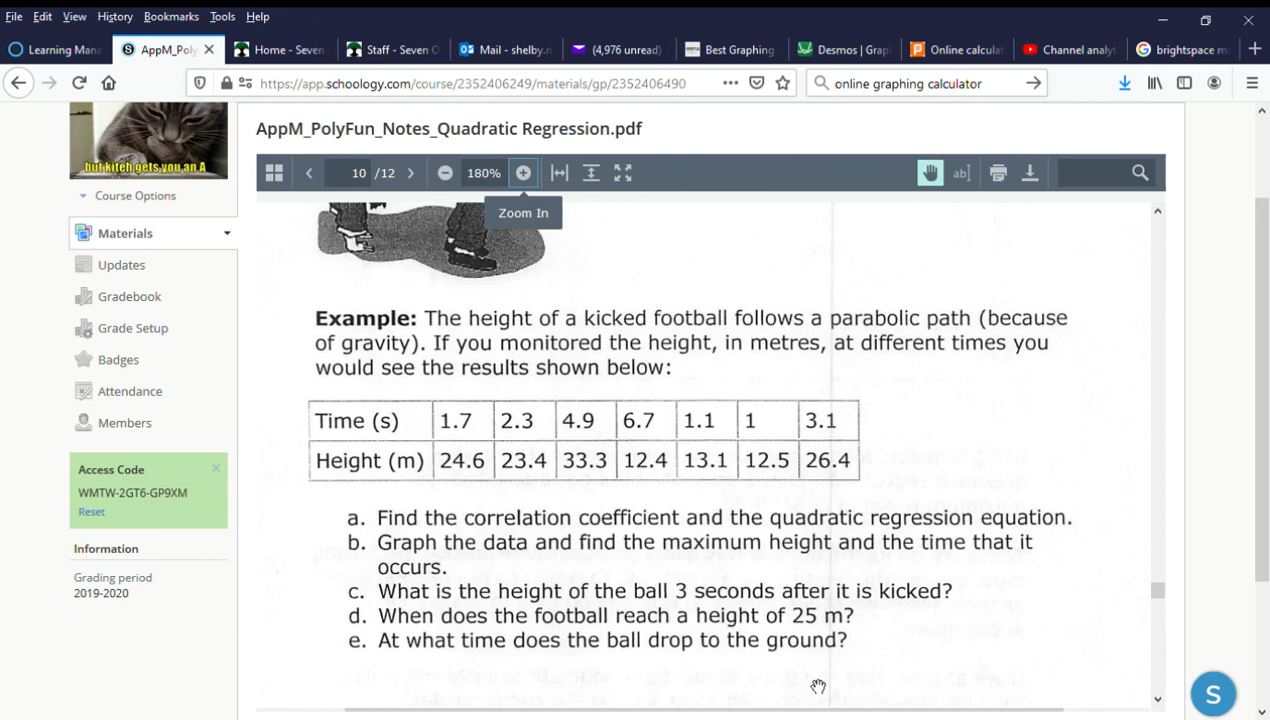 File Edit View History Bookmarks Tools Help
Learning Mana AppM_Poly Home - Seven Staff - Seven O Mail - shelby.m (4,976 unread) Best Graphing Desmos | Grap Online calcula Channel analyt brightspace m
https://app.schoology.com/course/2352406249/materials/gp/2352406490 online graphing calculator
but kiteh gets you an A
Course Options
Materials
Updates
Gradebook
Grade Setup
Badges
Attendance
Members
Access Code
WMTW-2GT6-GP9XM
Reset
Information
Grading period
2019-2020
AppM_PolyFun_Notes_Quadratic Regression.pdf
10 /12 180% ab
Zoom In
Example: The height of a kicked football follows a parabolic path (because
of gravity). If you monitored the height, in metres, at different times you
would see the results shown below:
Time (s) 1.7 2.3 4.9 6.7 1.1 1 3.1
Height (m) 24.6 23.4 33.3 12.4 13.1 12.5 26.4
a. Find the correlation coefficient and the quadratic regression equation.
b. Graph the data and find the maximum height and the time that it
occurs.
c. What is the height of the ball 3 seconds after it is kicked?
d. When does the football reach a height of 25 m?
e. At what time does the ball drop to the ground?
S